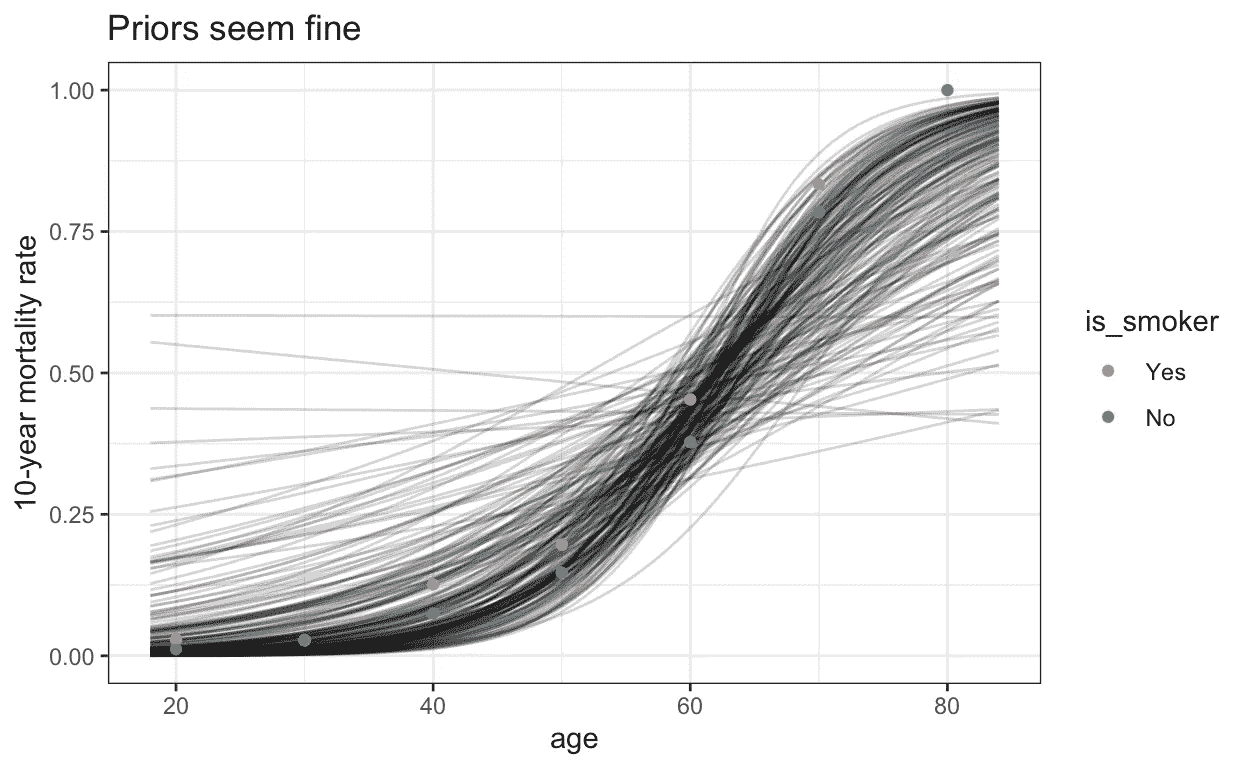 Priors seem fine
1.00
0.75
0.50
0.25
0.00
10-year mortality rate
20 40 60 80
age
is_smoker
Yes
No